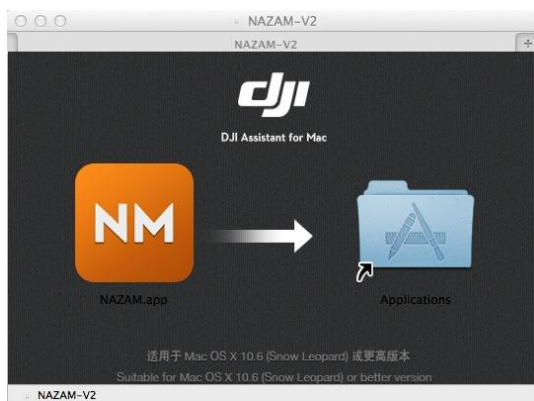 NAZAM-V2
NAZAM-V2
dji
DJI Assistant for Mac
NM
NAZAM.app
Applications
适用于 Mac OS X 10.6 (Snow Leopard) 或更高版本
Suitable for Mac OS X 10.6 (Snow Leopard) or better version
NAZAM-V2